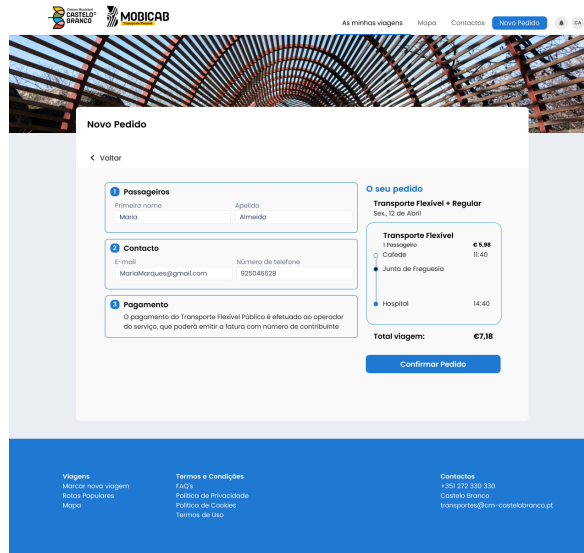 Câmara Municipal
CASTELO
BRANCO
MOBICAB
Transporte Flexível
As minhas viagens
Mapa
Contactos
Novo Pedido
CA
Novo Pedido
Voltar
1 Passageiros
Primeiro nome
Apelido
Maria
Almeida
2 Contacto
E-mail
Número de telefone
MariaMarques@gmail.com
925046528
3 Pagamento
O pagamento do Transporte Flexível Público é efetuado ao operador
do serviço, que poderá emitir a fatura com número de contribuinte
O seu pedido
Transporte Flexível + Regular
Sex., 12 de Abril
Transporte Flexível
1 Passageiro
€ 5,98
Cafede
11:40
Junta de Freguesia
Hospital
14:40
Total viagem:
€7,18
Confirmar Pedido
Viagens
Marcar nova viagem
Rotas Populares
Mapa
Termos e Condições
FAQ's
Política de Privacidade
Política de Cookies
Termos de Uso
Contactos
+351 272 330 330
Castelo Branco
transportes@cm-castelobranco.pt